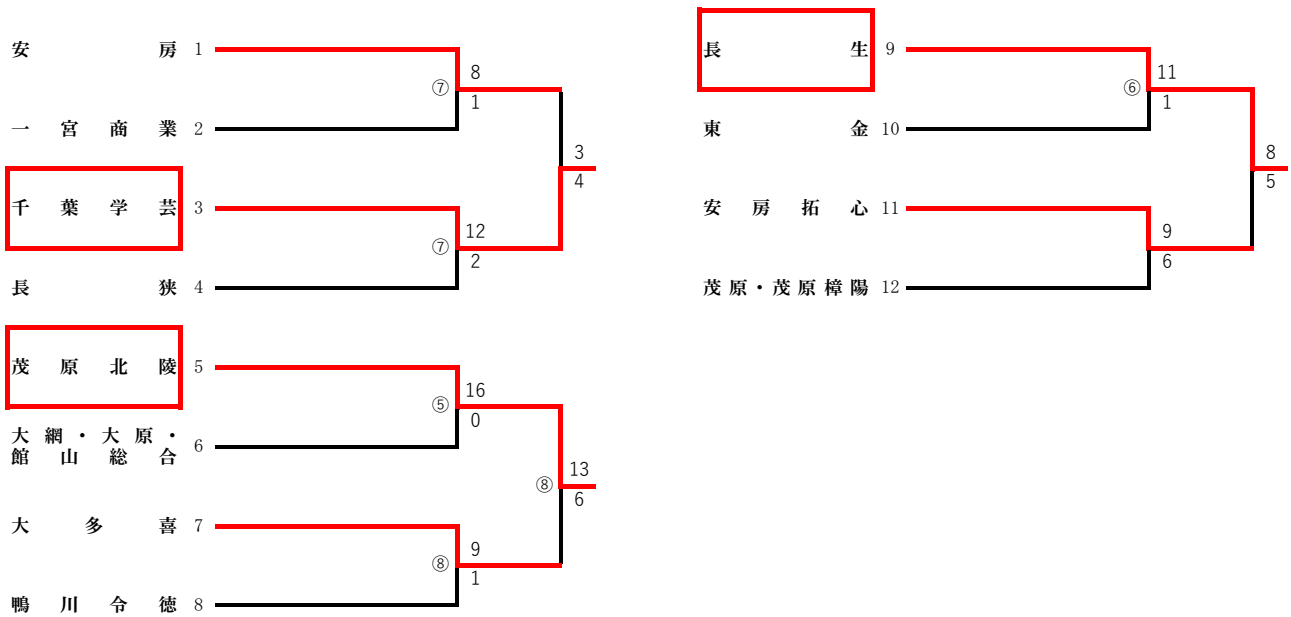 安房 1
8
⑦
1
一宮商業 2
3
4
千葉学芸 3
12
⑦
2
長狭 4
茂原北陵 5
16
⑤
0
大網・大原・
館山総合 6
13
⑧
6
大多喜 7
9
⑧
1
鴨川令徳 8
長生 9
11
⑥
1
東金 10
8
5
安房拓心 11
9
6
茂原・茂原樟陽 12